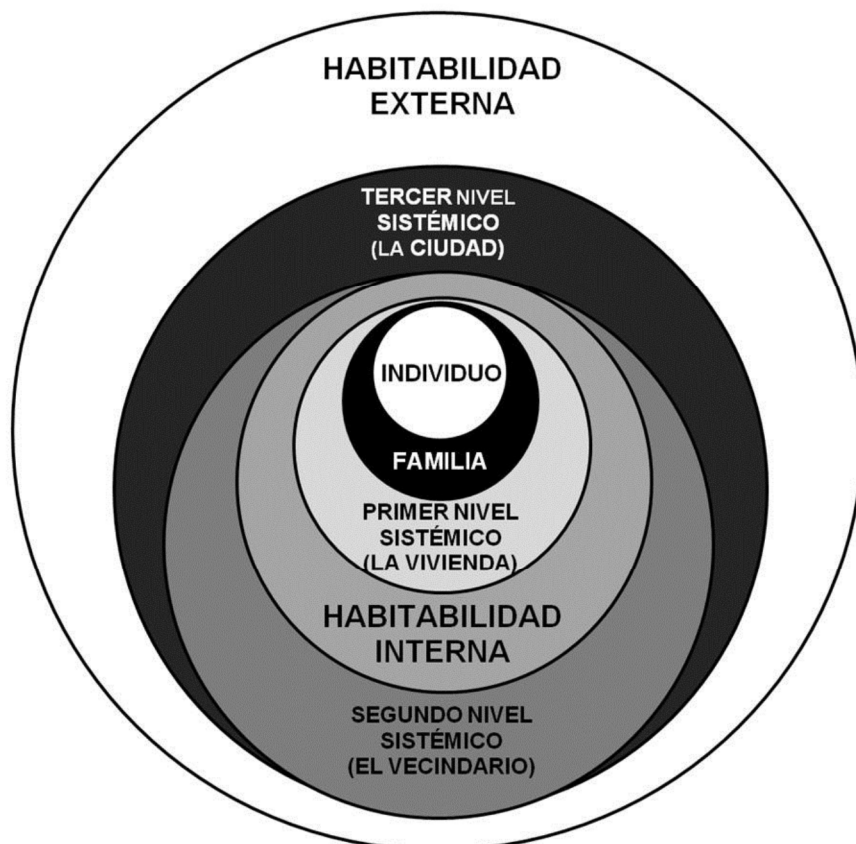 HABITABILIDAD
EXTERNA
TERCER NIVEL
SISTÉMICO
(LA CIUDAD)
INDIVIDUO
FAMILIA
PRIMER NIVEL
SISTÉMICO
(LA VIVIENDA)
HABITABILIDAD
INTERNA
SEGUNDO NIVEL
SISTÉMICO
(EL VECINDARIO)